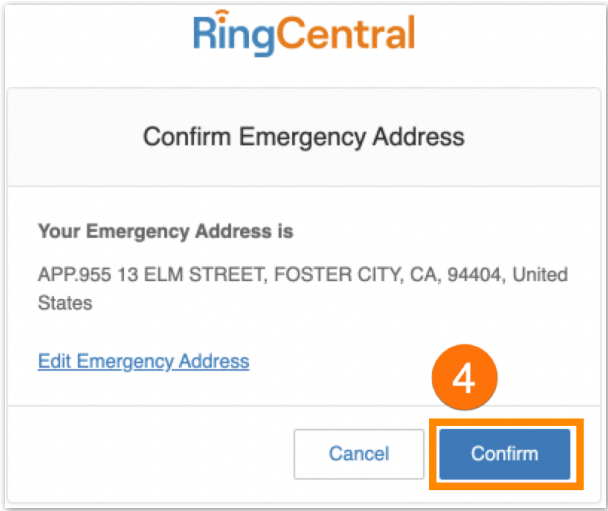 RingCentral
Confirm Emergency Address
Your Emergency Address is
APP.955 13 ELM STREET, FOSTER CITY, CA, 94404, United
States
Edit Emergency Address
4
Cancel
Confirm